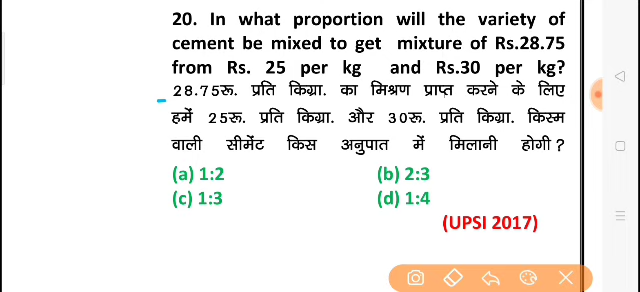 20. In what proportion will the variety of
cement be mixed to get mixture of Rs.28.75
from Rs. 25 per kg and Rs.30 per kg?
28.75रू. प्रति किग्रा. का मिश्रण प्राप्त करने के लिए
हमें 25रू. प्रति किग्रा. और 30रू. प्रति किग्रा. किस्म
वाली सीमेंट किस अनुपात में मिलानी होगी ?
(a) 1:2 (b) 2:3
(c) 1:3 (d) 1:4
(UPSI 2017)